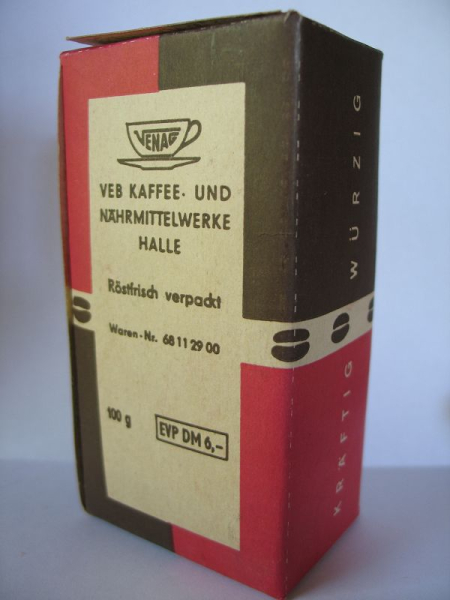 VENAG
VEB KAFFEE- UND
NÄHRMITTELWERKE
HALLE
Röstfrisch verpackt
Waren-Nr. 68 11 29 00
100 g
EVP DM 6,–
KRÄFTIG WÜRZIG